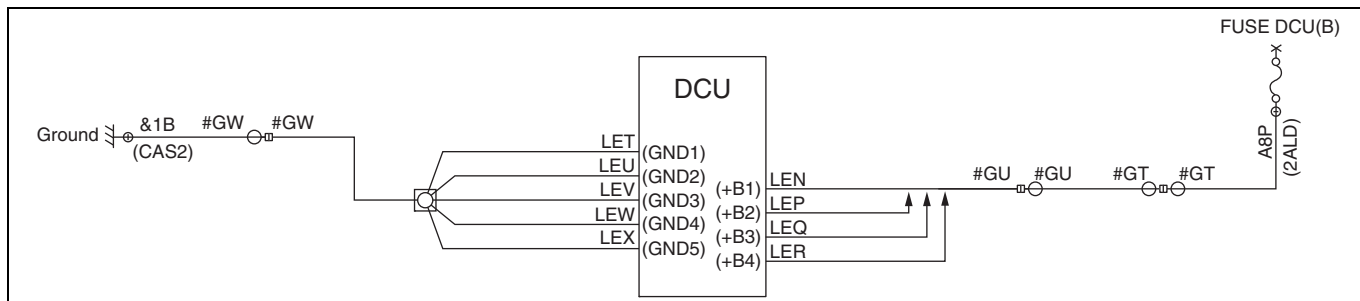 FUSE DCU(B)
DCU
Ground
&1B
(CAS2)
#GW #GW
LET (GND1)
LEU (GND2)
LEV (GND3)
LEW (GND4)
LEX (GND5)
(+B1) LEN
(+B2) LEP
(+B3) LEQ
(+B4) LER
#GU #GU
#GT #GT
A8P
(2ALD)